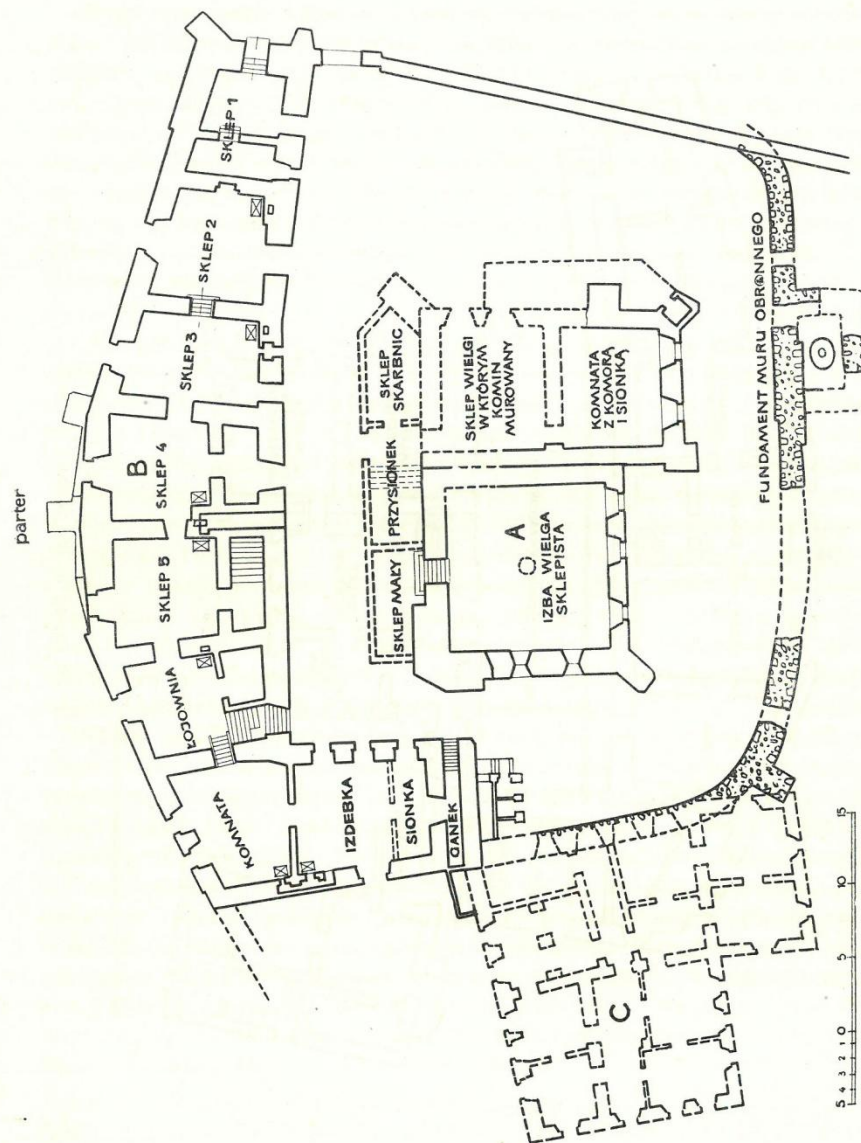 parter
SKLEP 1
SKLEP 2
SKLEP 3
SKLEP 4
B
SKLEP 5
ŁOJOWNIA
KOMNATA
IZDEBKA
SIONKA
GANEK
SKLEP
SKARBNIC
PRZYSIONEK
SKLEP MAŁY
SKLEP WIELGI
W KTÓRYM
KOMIN
MUROWANY
KOMNATA
Z KOMORĄ
I SIONKĄ
A
IZBA WIELGA
SKLEPISTA
FUNDAMENT MURU OBRONNEGO
C
5 4 3 2 1 0 5 10 15